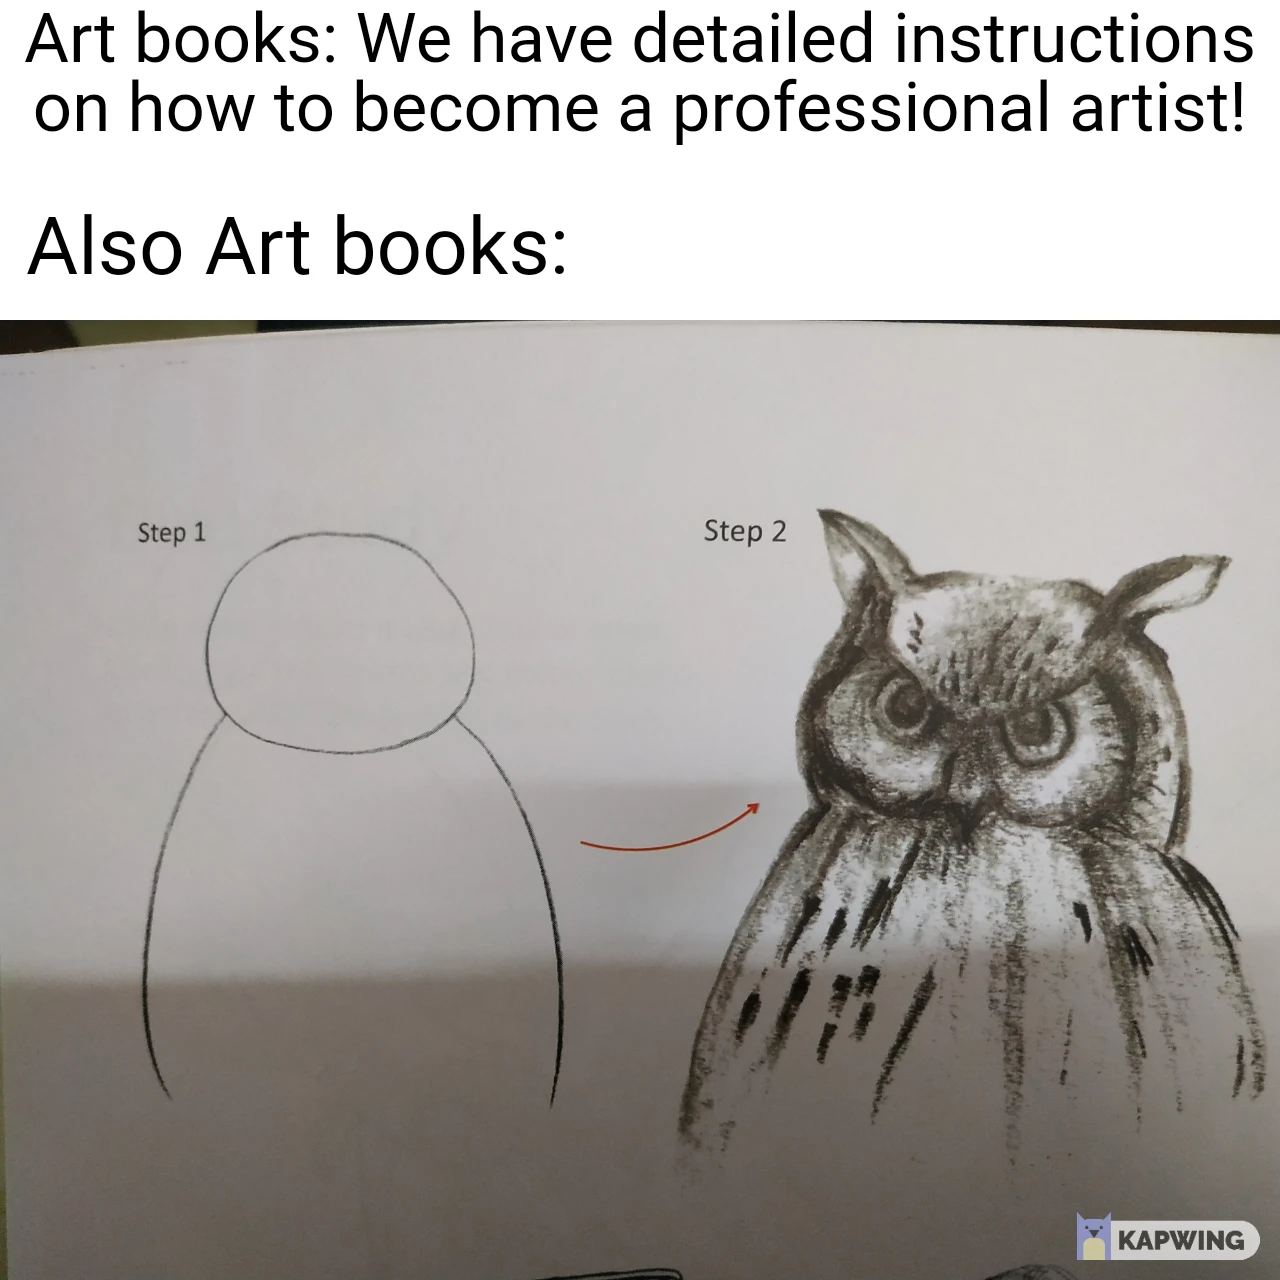 Art books: We have detailed instructions
on how to become a professional artist!
Also Art books:
Step 1
Step 2
KAPWING